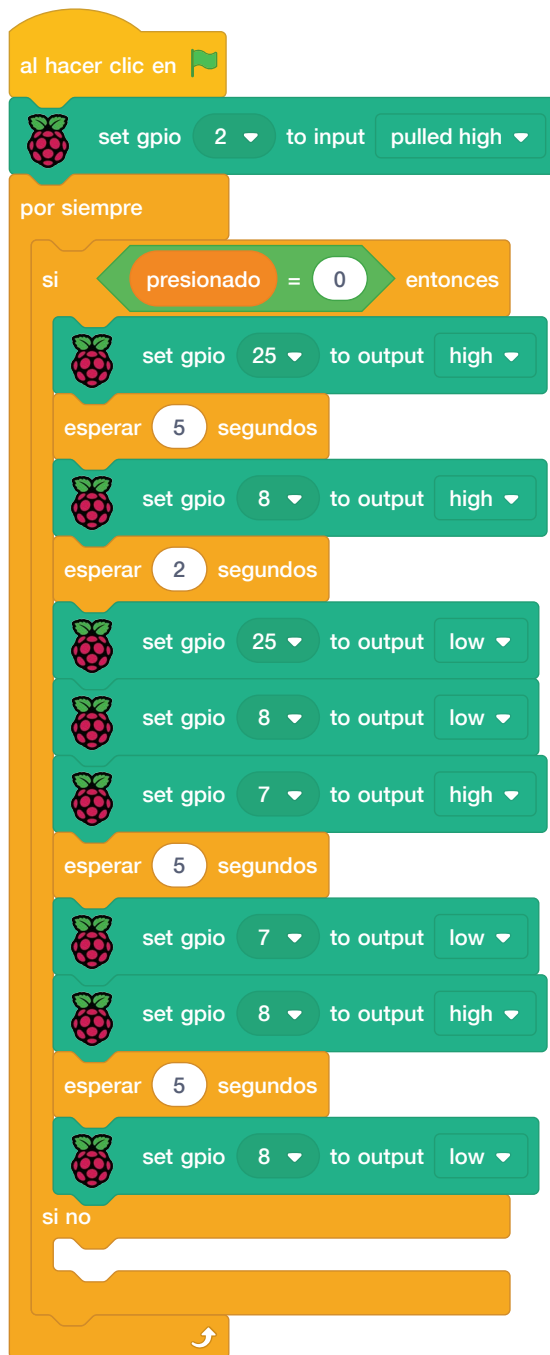 al hacer clic en
set gpio 2 to input pulled high
por siempre
si presionado = 0 entonces
set gpio 25 to output high
esperar 5 segundos
set gpio 8 to output high
esperar 2 segundos
set gpio 25 to output low
set gpio 8 to output low
set gpio 7 to output high
esperar 5 segundos
set gpio 7 to output low
set gpio 8 to output high
esperar 5 segundos
set gpio 8 to output low
si no